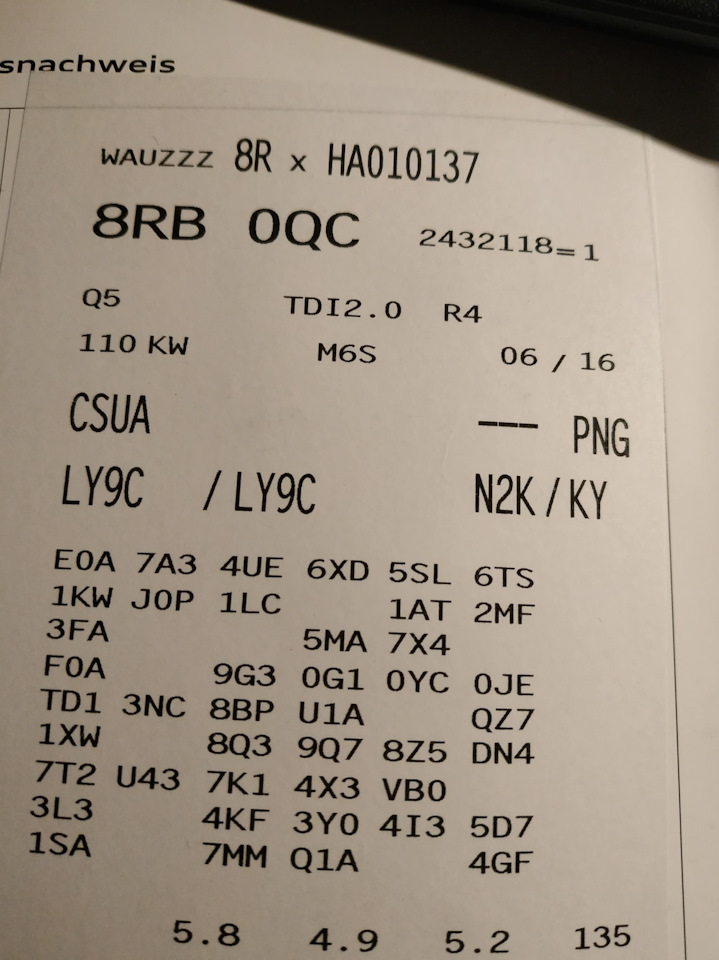 snachweis
WAUZZZ 8R x HA010137
8RB 0QC 2432118=1
Q5 TDI2.0 R4
110 KW M6S 06 / 16
CSUA --- PNG
LY9C / LY9C N2K / KY
E0A 7A3 4UE 6XD 5SL 6TS
1KW J0P 1LC 1AT 2MF
3FA 5MA 7X4
F0A 9G3 0G1 0YC 0JE
TD1 3NC 8BP U1A QZ7
1XW 8Q3 9Q7 8Z5 DN4
7T2 U43 7K1 4X3 VB0
3L3 4KF 3Y0 4I3 5D7
1SA 7MM Q1A 4GF
5.8 4.9 5.2 135